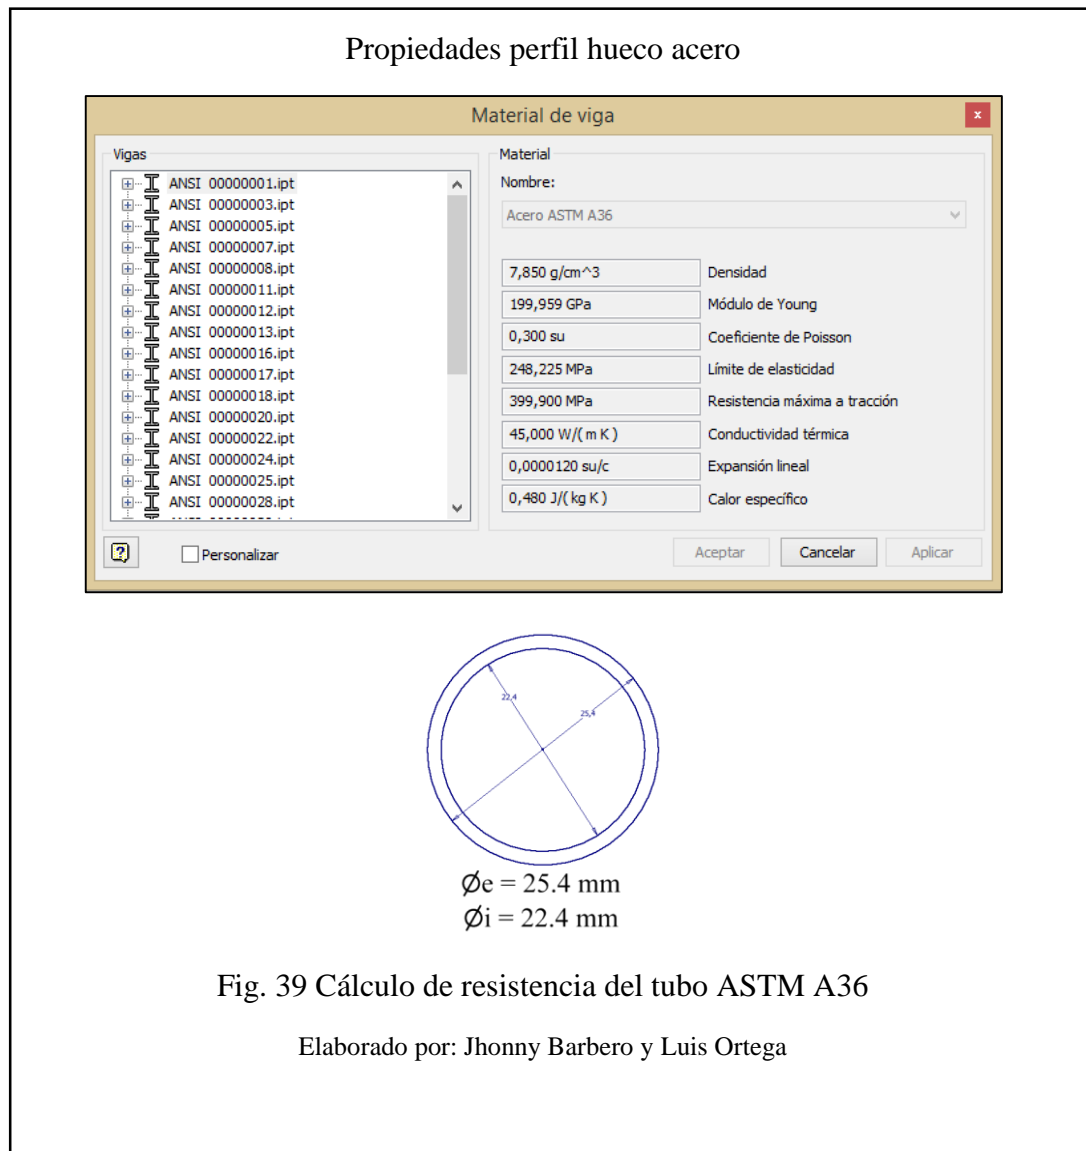 Propiedades perfil hueco acero
Material de viga
x
Vigas
ANSI 00000001.ipt
ANSI 00000003.ipt
ANSI 00000005.ipt
ANSI 00000007.ipt
ANSI 00000008.ipt
ANSI 00000011.ipt
ANSI 00000012.ipt
ANSI 00000013.ipt
ANSI 00000016.ipt
ANSI 00000017.ipt
ANSI 00000018.ipt
ANSI 00000020.ipt
ANSI 00000022.ipt
ANSI 00000024.ipt
ANSI 00000025.ipt
ANSI 00000028.ipt
Material
Nombre:
Acero ASTM A36
7,850 g/cm^3 Densidad
199,959 GPa Módulo de Young
0,300 su Coeficiente de Poisson
248,225 MPa Límite de elasticidad
399,900 MPa Resistencia máxima a tracción
45,000 W/( m K ) Conductividad térmica
0,0000120 su/c Expansión lineal
0,480 J/( kg K ) Calor específico
? Personalizar Aceptar Cancelar Aplicar
22,4
25,4
Øe = 25.4 mm
Øi = 22.4 mm
Fig. 39 Cálculo de resistencia del tubo ASTM A36
Elaborado por: Jhonny Barbero y Luis Ortega